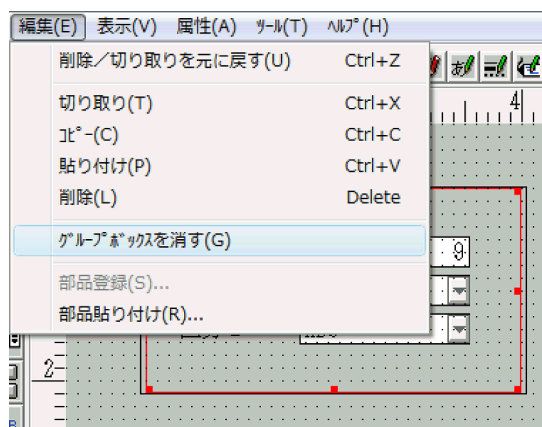 編集(E) 表示(V) 属性(A) ﾂｰﾙ(T) ﾍﾙﾌﾟ(H)
削除／切り取りを元に戻す(U) Ctrl+Z
切り取り(T) Ctrl+X
ｺﾋﾟｰ(C) Ctrl+C
貼り付け(P) Ctrl+V
削除(L) Delete
ｸﾞﾙｰﾌﾟﾎﾞｯｸｽを消す(G)
部品登録(S)...
部品貼り付け(R)...
4
9
2